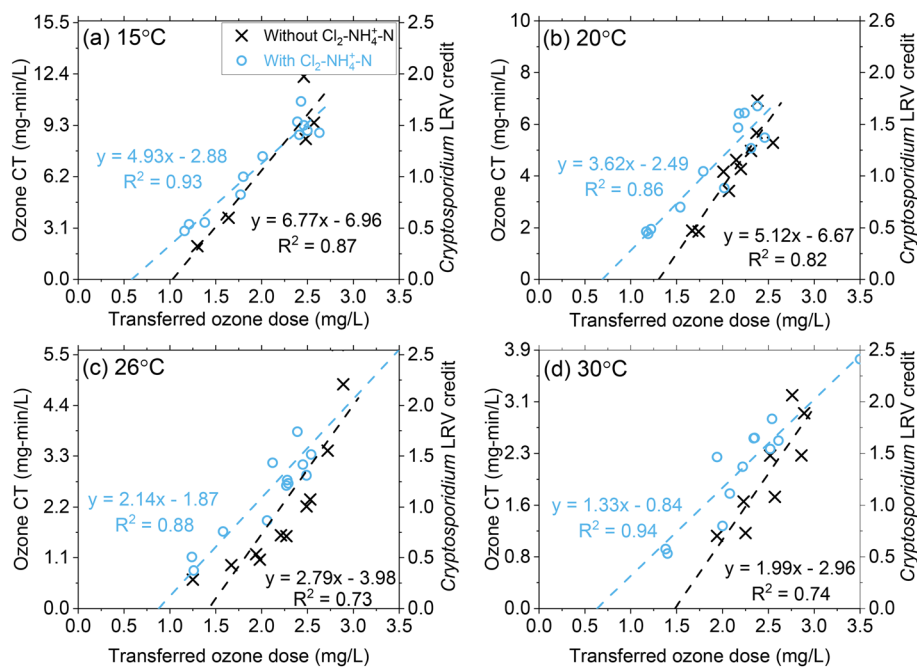 (a) 15°C
Without Cl₂-NH₄⁺-N
With Cl₂-NH₄⁺-N
15.5
12.4
9.3
6.2
3.1
0.0
Ozone CT (mg-min/L)
y = 4.93x - 2.88
R² = 0.93
y = 6.77x - 6.96
R² = 0.87
2.5
2.0
1.5
1.0
0.5
0.0
Cryptosporidium LRV credit
0.0 0.5 1.0 1.5 2.0 2.5 3.0 3.5
Transferred ozone dose (mg/L)
(b) 20°C
10
8
6
4
2
0
Ozone CT (mg-min/L)
y = 3.62x - 2.49
R² = 0.86
y = 5.12x - 6.67
R² = 0.82
2.6
2.1
1.6
1.0
0.5
0.0
Cryptosporidium LRV credit
0.0 0.5 1.0 1.5 2.0 2.5 3.0 3.5
Transferred ozone dose (mg/L)
(c) 26°C
5.5
4.4
3.3
2.2
1.1
0.0
Ozone CT (mg-min/L)
y = 2.14x - 1.87
R² = 0.88
y = 2.79x - 3.98
R² = 0.73
2.5
2.0
1.5
1.0
0.5
0.0
Cryptosporidium LRV credit
0.0 0.5 1.0 1.5 2.0 2.5 3.0 3.5
Transferred ozone dose (mg/L)
(d) 30°C
3.9
3.1
2.3
1.6
0.8
0.0
Ozone CT (mg-min/L)
y = 1.33x - 0.84
R² = 0.94
y = 1.99x - 2.96
R² = 0.74
2.5
2.0
1.5
1.0
0.5
0.0
Cryptosporidium LRV credit
0.0 0.5 1.0 1.5 2.0 2.5 3.0 3.5
Transferred ozone dose (mg/L)